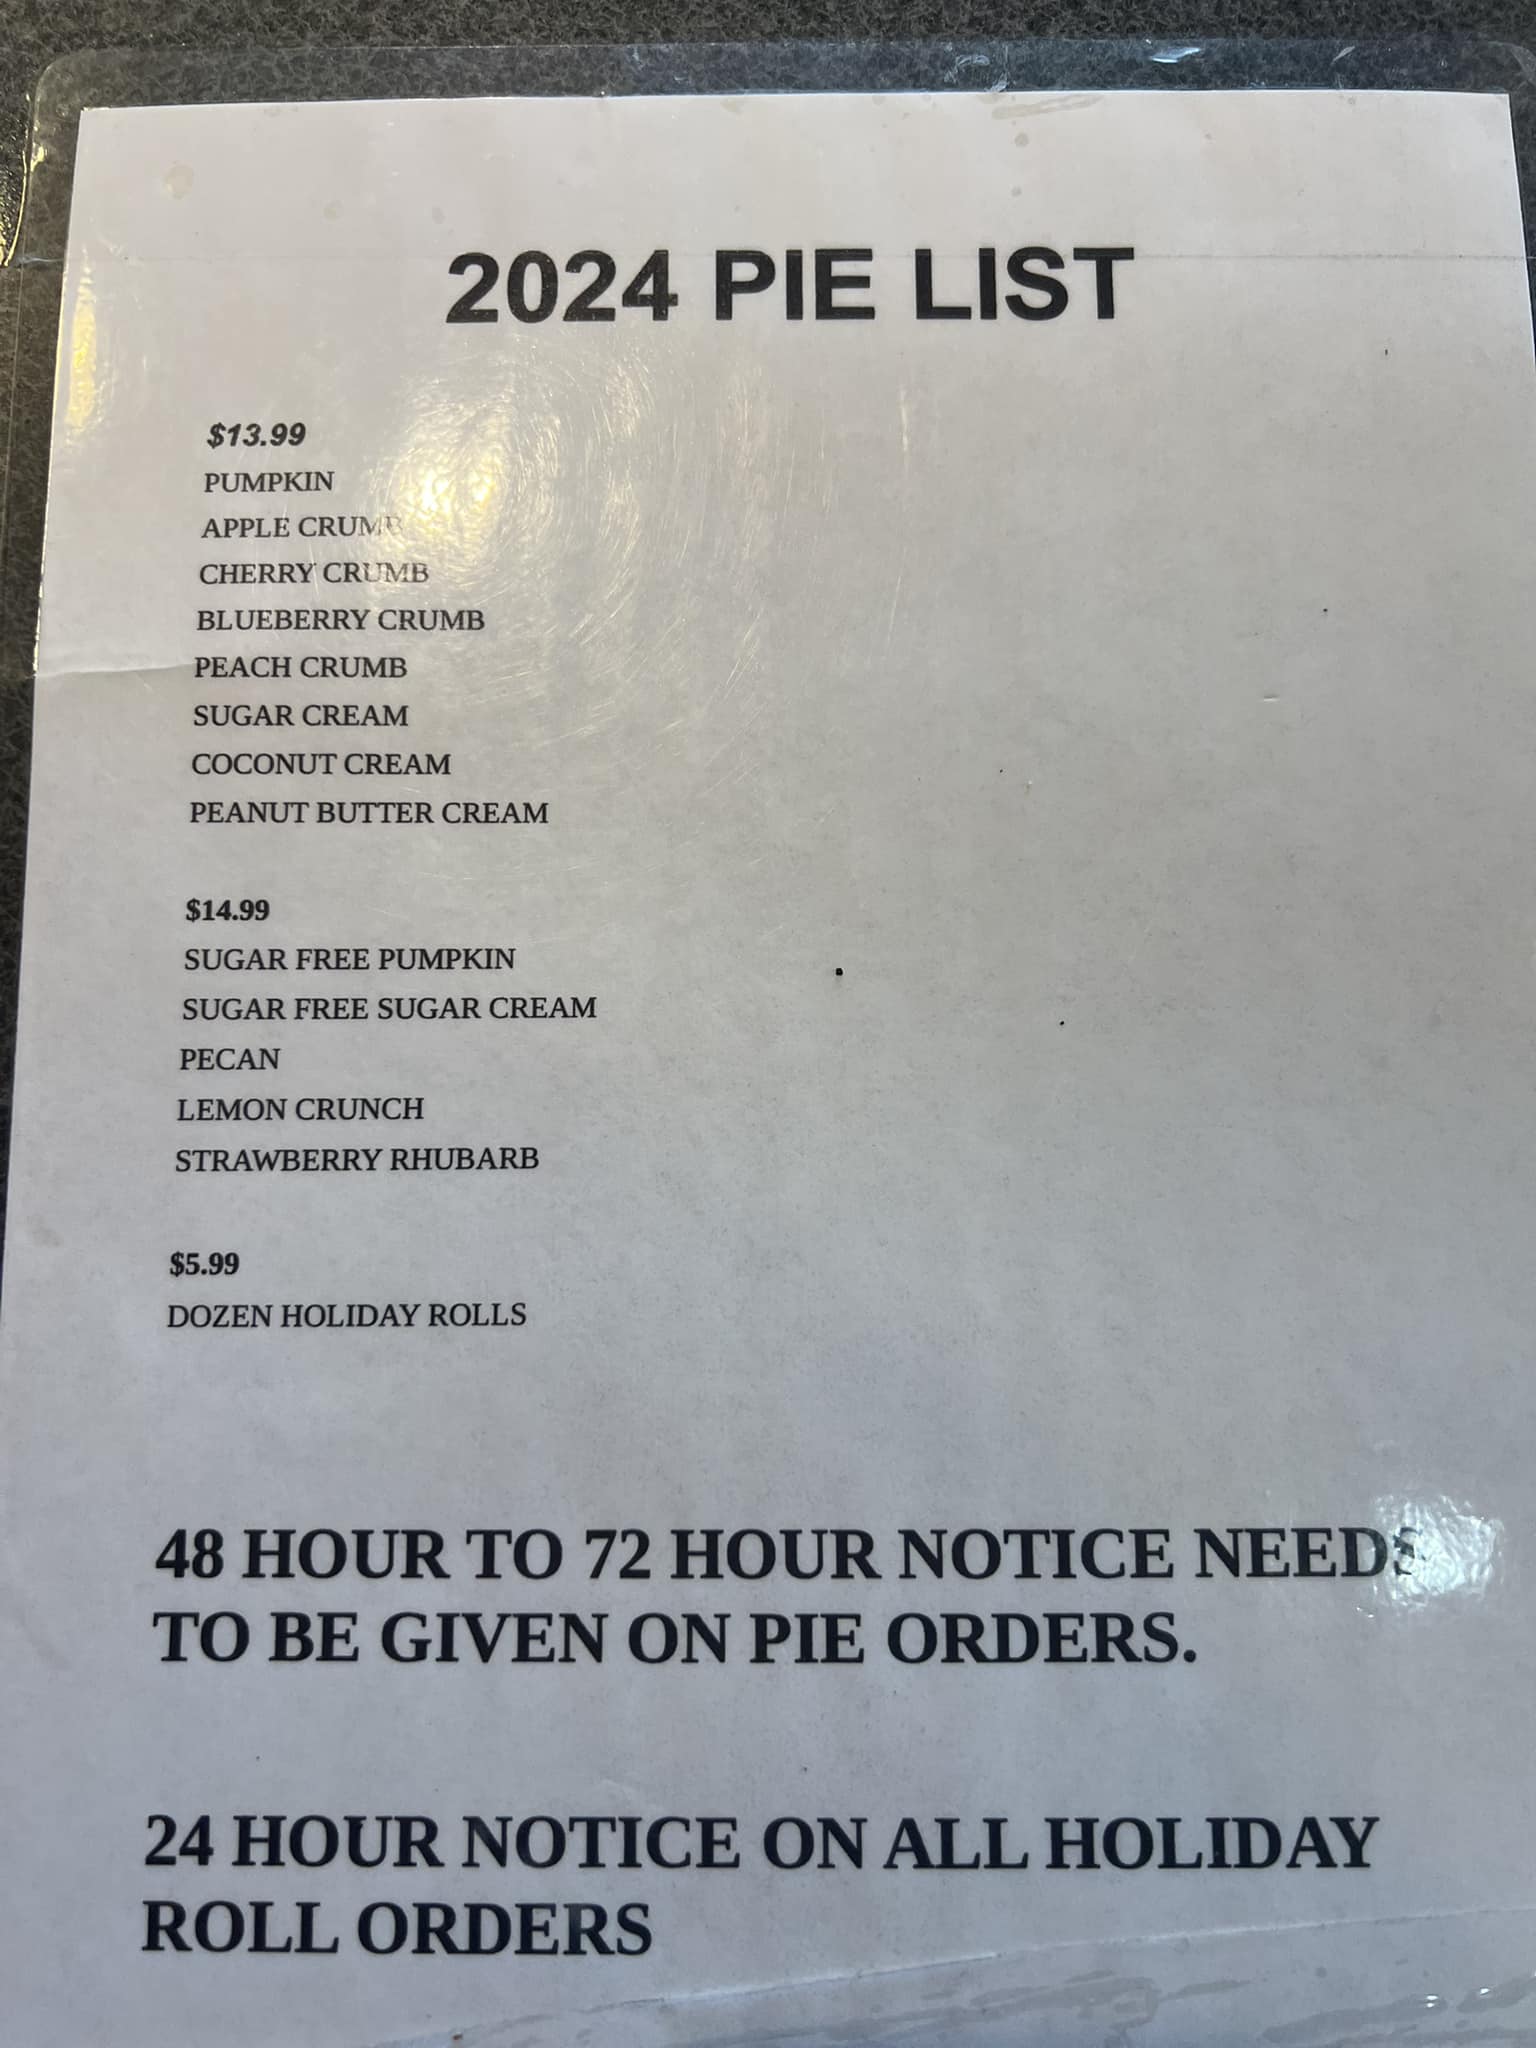 2024 PIE LIST
$13.99
PUMPKIN
APPLE CRUMB
CHERRY CRUMB
BLUEBERRY CRUMB
PEACH CRUMB
SUGAR CREAM
COCONUT CREAM
PEANUT BUTTER CREAM
$14.99
SUGAR FREE PUMPKIN
SUGAR FREE SUGAR CREAM
PECAN
LEMON CRUNCH
STRAWBERRY RHUBARB
$5.99
DOZEN HOLIDAY ROLLS
48 HOUR TO 72 HOUR NOTICE NEEDS
TO BE GIVEN ON PIE ORDERS.
24 HOUR NOTICE ON ALL HOLIDAY
ROLL ORDERS